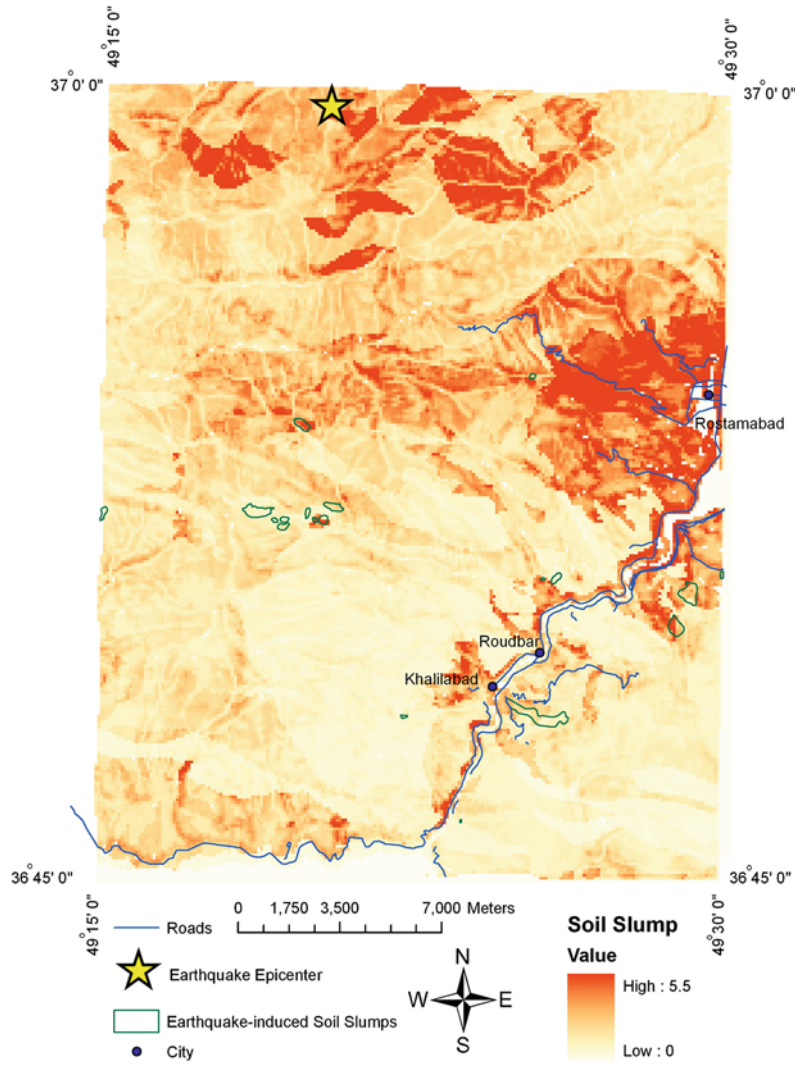 49° 15' 0"
49° 30' 0"
37° 0' 0"
37° 0' 0"
Rostamabad
Roudbar
Khalilabad
36° 45' 0"
36° 45' 0"
49° 15' 0"
49° 30' 0"
Roads
0 1,750 3,500 7,000 Meters
Earthquake Epicenter
Earthquake-induced Soil Slumps
City
N
W E
S
Soil Slump
Value
High : 5.5
Low : 0